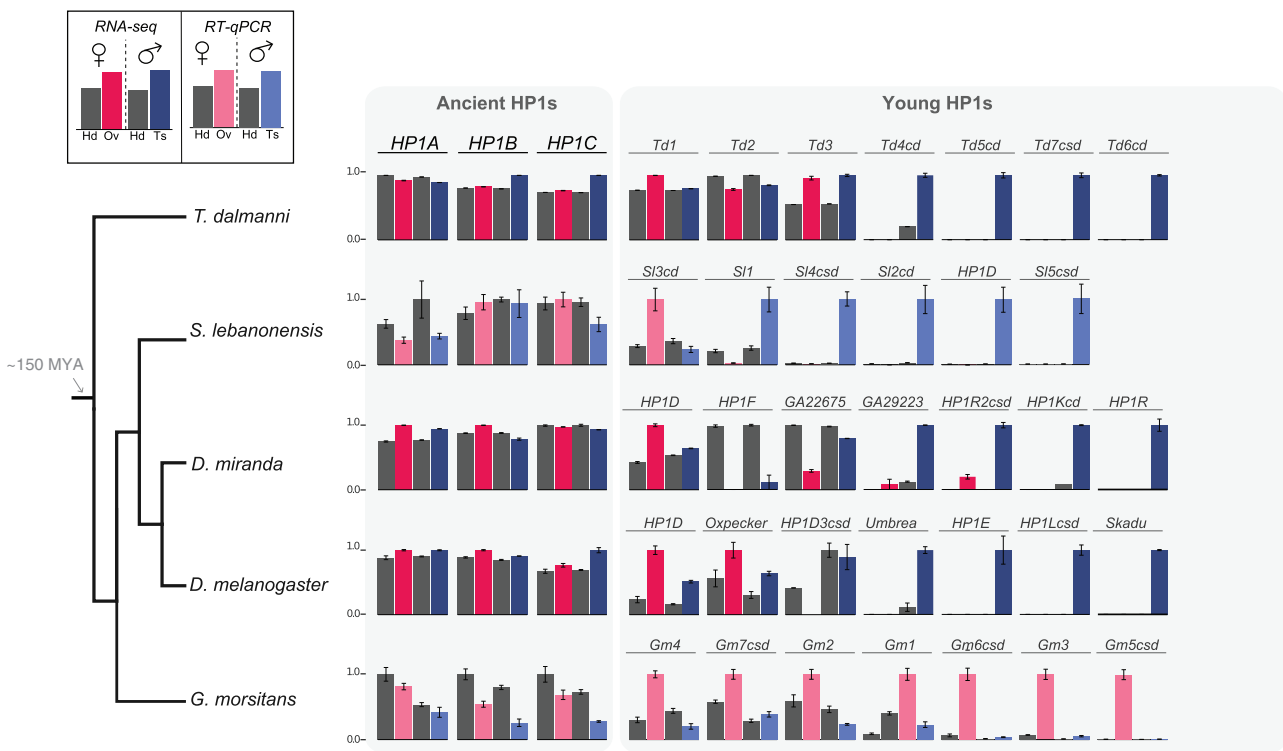 RNA-seq RT-qPCR
♀ ♂ ♀ ♂
Hd Ov Hd Ts Hd Ov Hd Ts
Ancient HP1s Young HP1s
HP1A HP1B HP1C Td1 Td2 Td3 Td4cd Td5cd Td7csd Td6cd
1.0
0.0
T. dalmanni
Sl3cd Sl1 Sl4csd Sl2cd HP1D Sl5csd
1.0
0.0
S. lebanonensis
~150 MYA
HP1D HP1F GA22675 GA29223 HP1R2csd HP1Kcd HP1R
1.0
0.0
D. miranda
HP1D Oxpecker HP1D3csd Umbrea HP1E HP1Lcsd Skadu
1.0
0.0
D. melanogaster
Gm4 Gm7csd Gm2 Gm1 Gm6csd Gm3 Gm5csd
1.0
0.0
G. morsitans